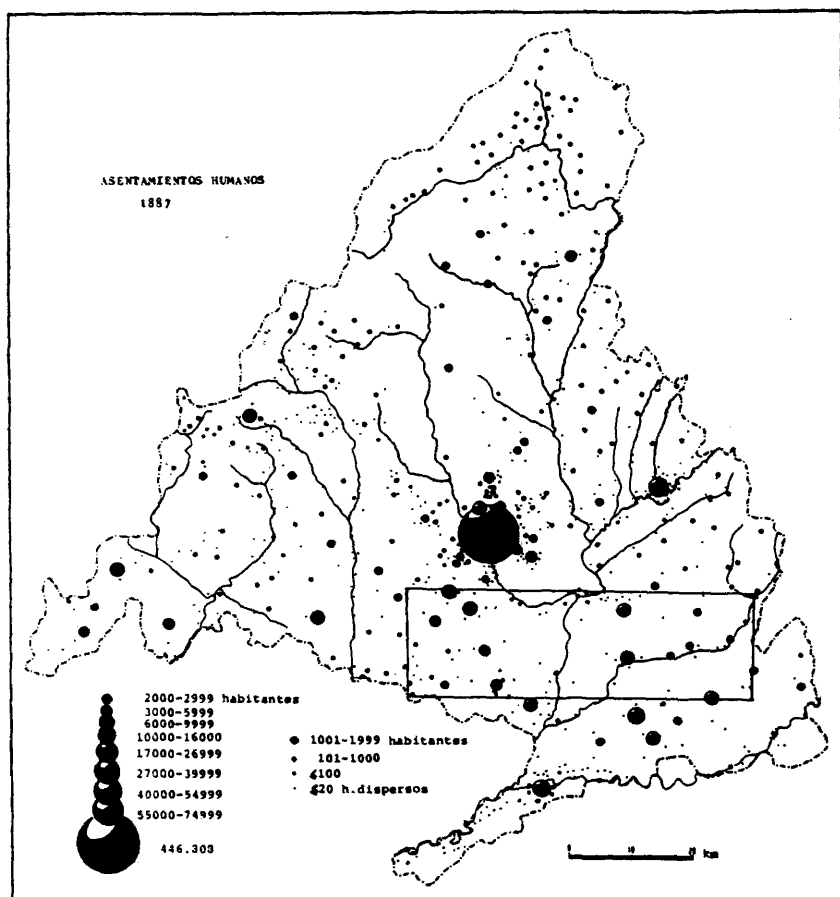 ASENTAMIENTOS HUMANOS
1887
2000-2999 habitantes
3000-5999
6000-9999
10000-16000
17000-26999
27000-39999
40000-54999
55000-74999
446.303
1001-1999 habitantes
101-1000
≤100
≤20 h.dispersos
km